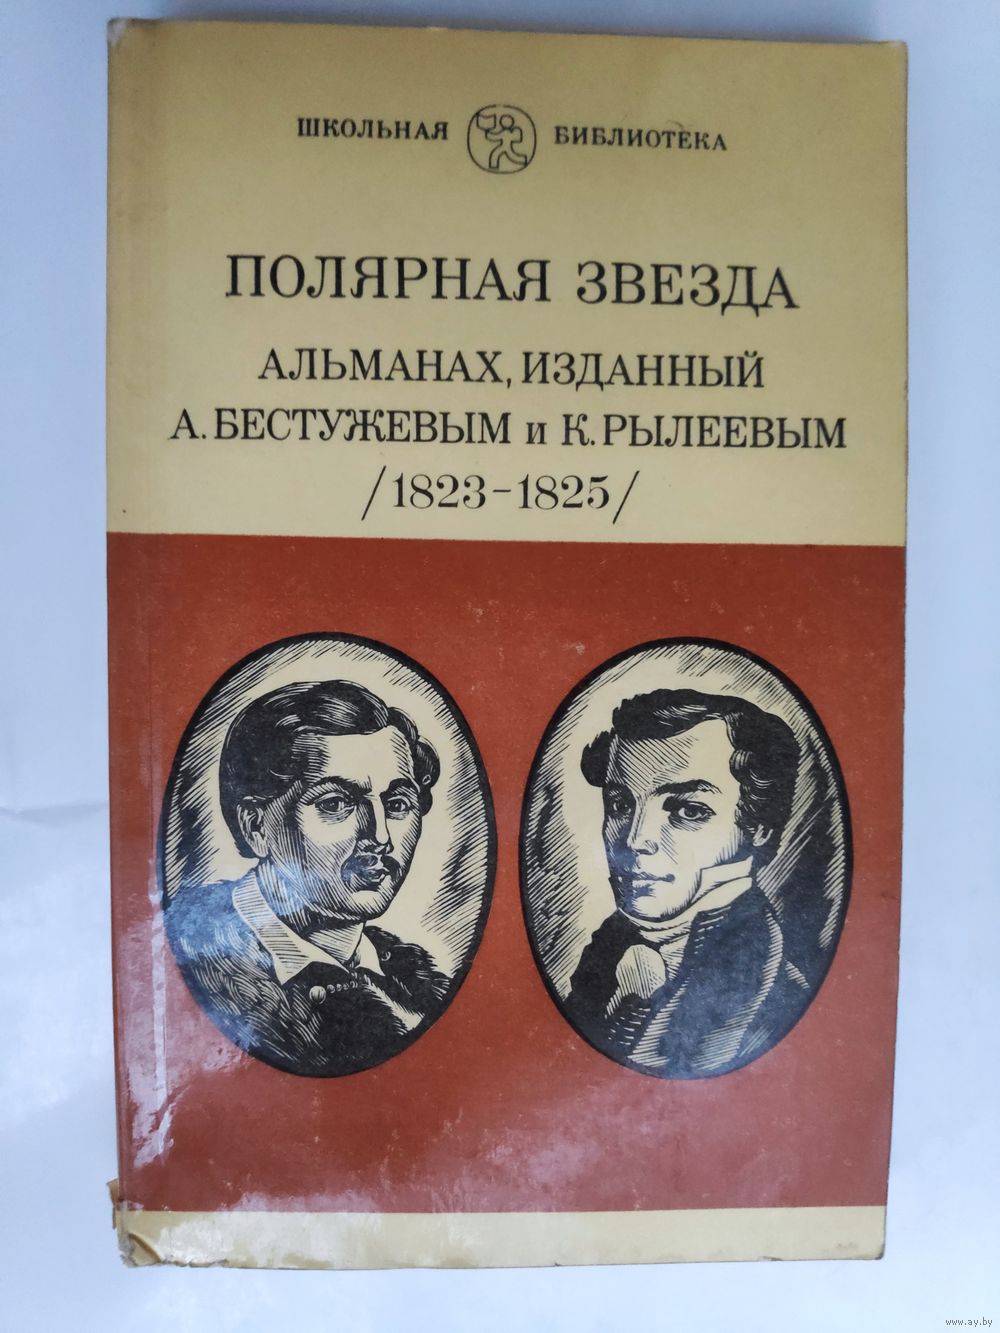 ШКОЛЬНАЯ БИБЛИОТЕКА
ПОЛЯРНАЯ ЗВЕЗДА
АЛЬМАНАХ, ИЗДАННЫЙ
А. БЕСТУЖЕВЫМ и К. РЫЛЕЕВЫМ
/1823-1825/
www.ay.by